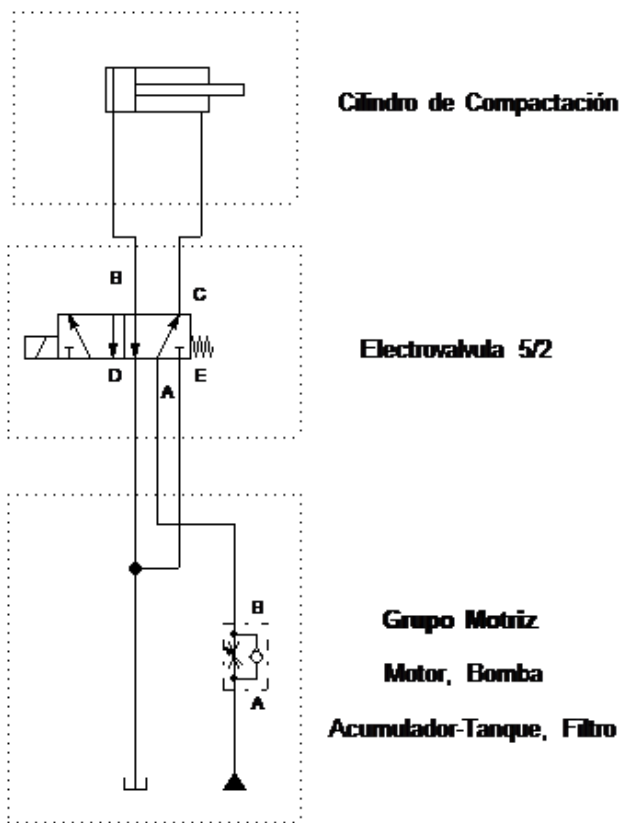 Cilindro de Compactación
B
C
Electrovalvula 5/2
D
A
E
B
Grupo Motriz
Motor, Bomba
A
Acumulador-Tanque, Filtro